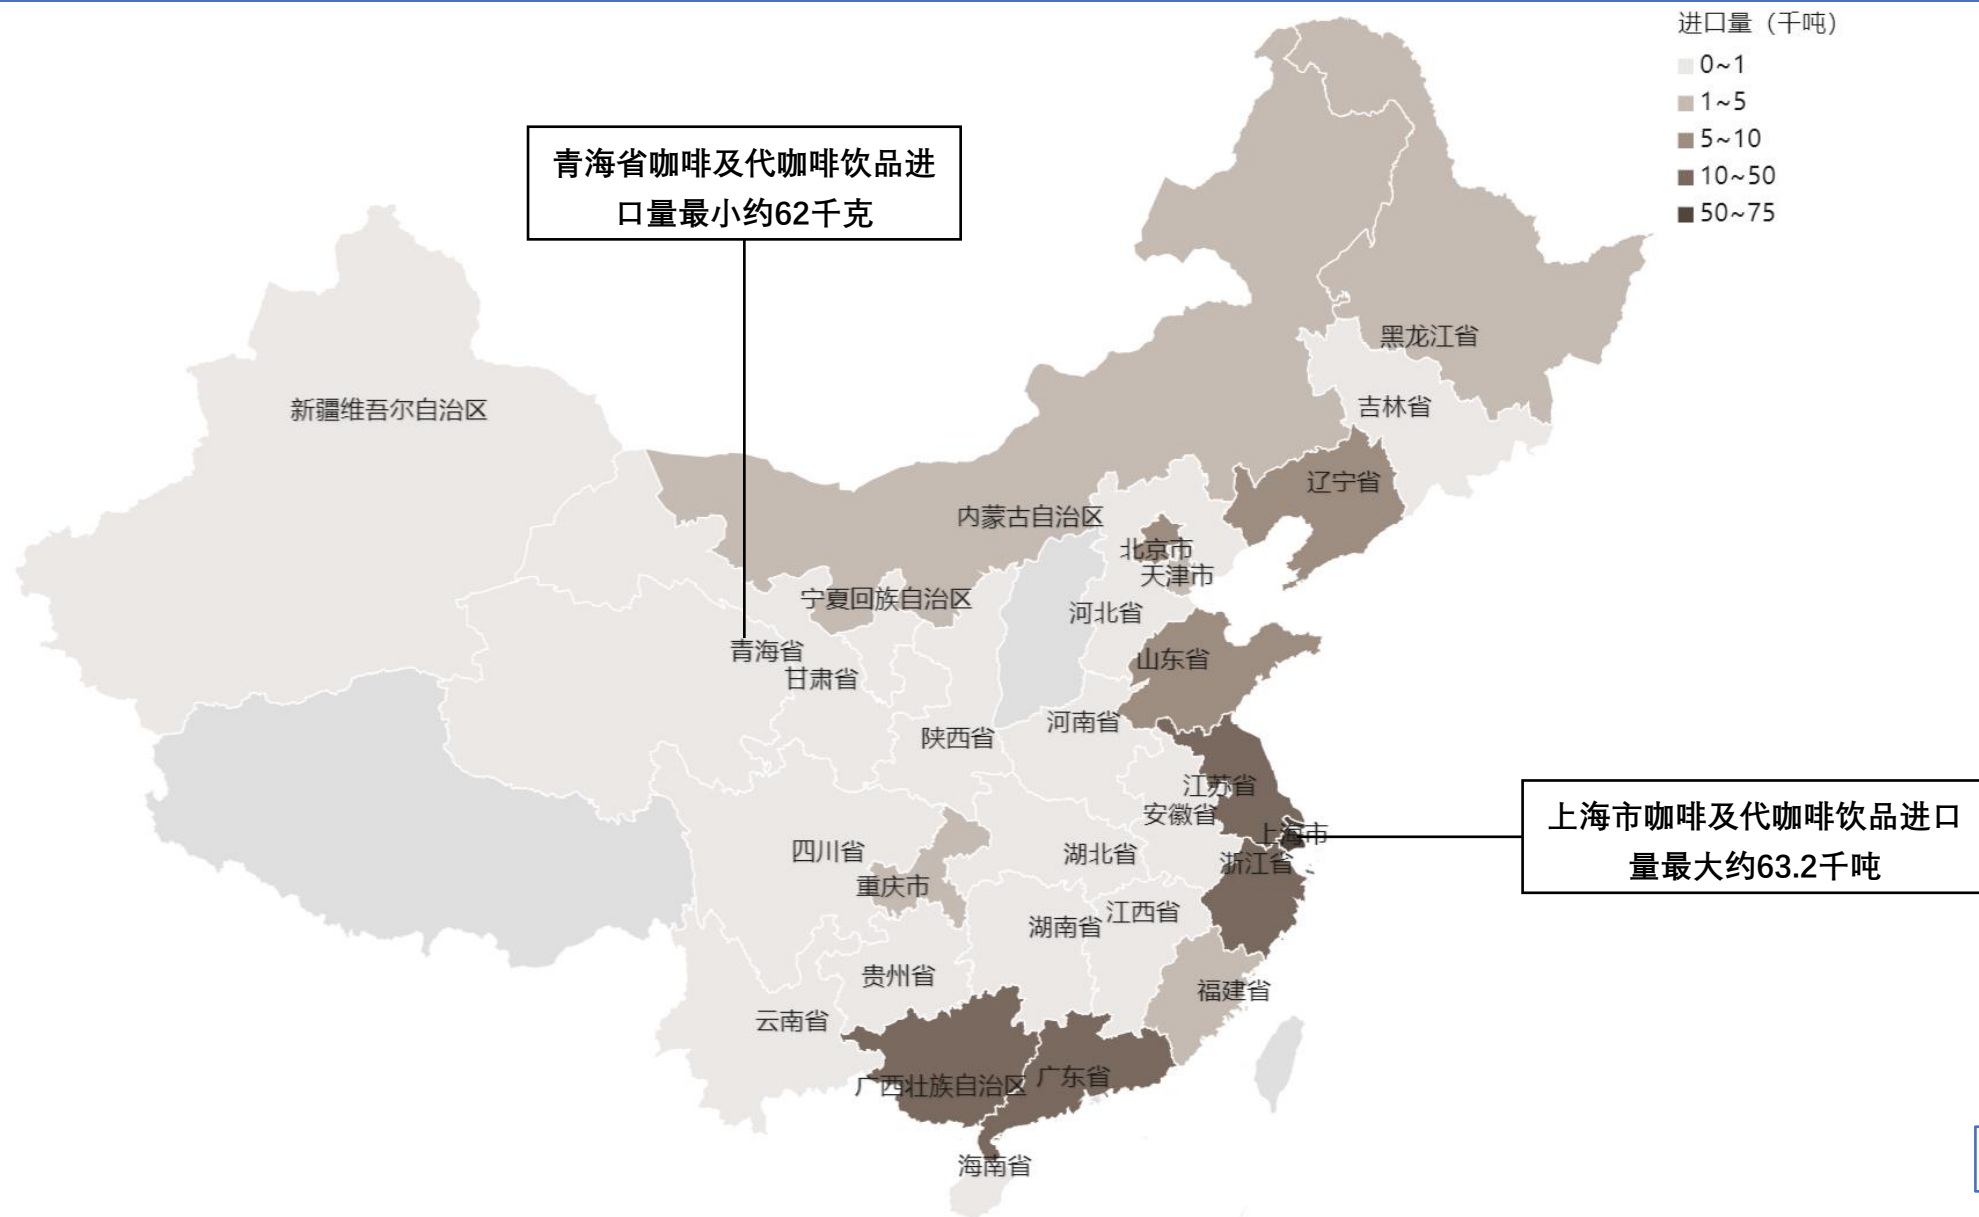 进口量（千吨）
0~1
1~5
5~10
10~50
50~75
青海省咖啡及代咖啡饮品进
口量最小约62千克
黑龙江省
吉林省
新疆维吾尔自治区
辽宁省
内蒙古自治区
北京市
天津市
宁夏回族自治区
河北省
青海省
山东省
甘肃省
河南省
陕西省
江苏省
安徽省
上海市
上海市咖啡及代咖啡饮品进口
量最大约63.2千吨
四川省
湖北省
浙江省
重庆市
江西省
湖南省
贵州省
福建省
云南省
广西壮族自治区
广东省
海南省